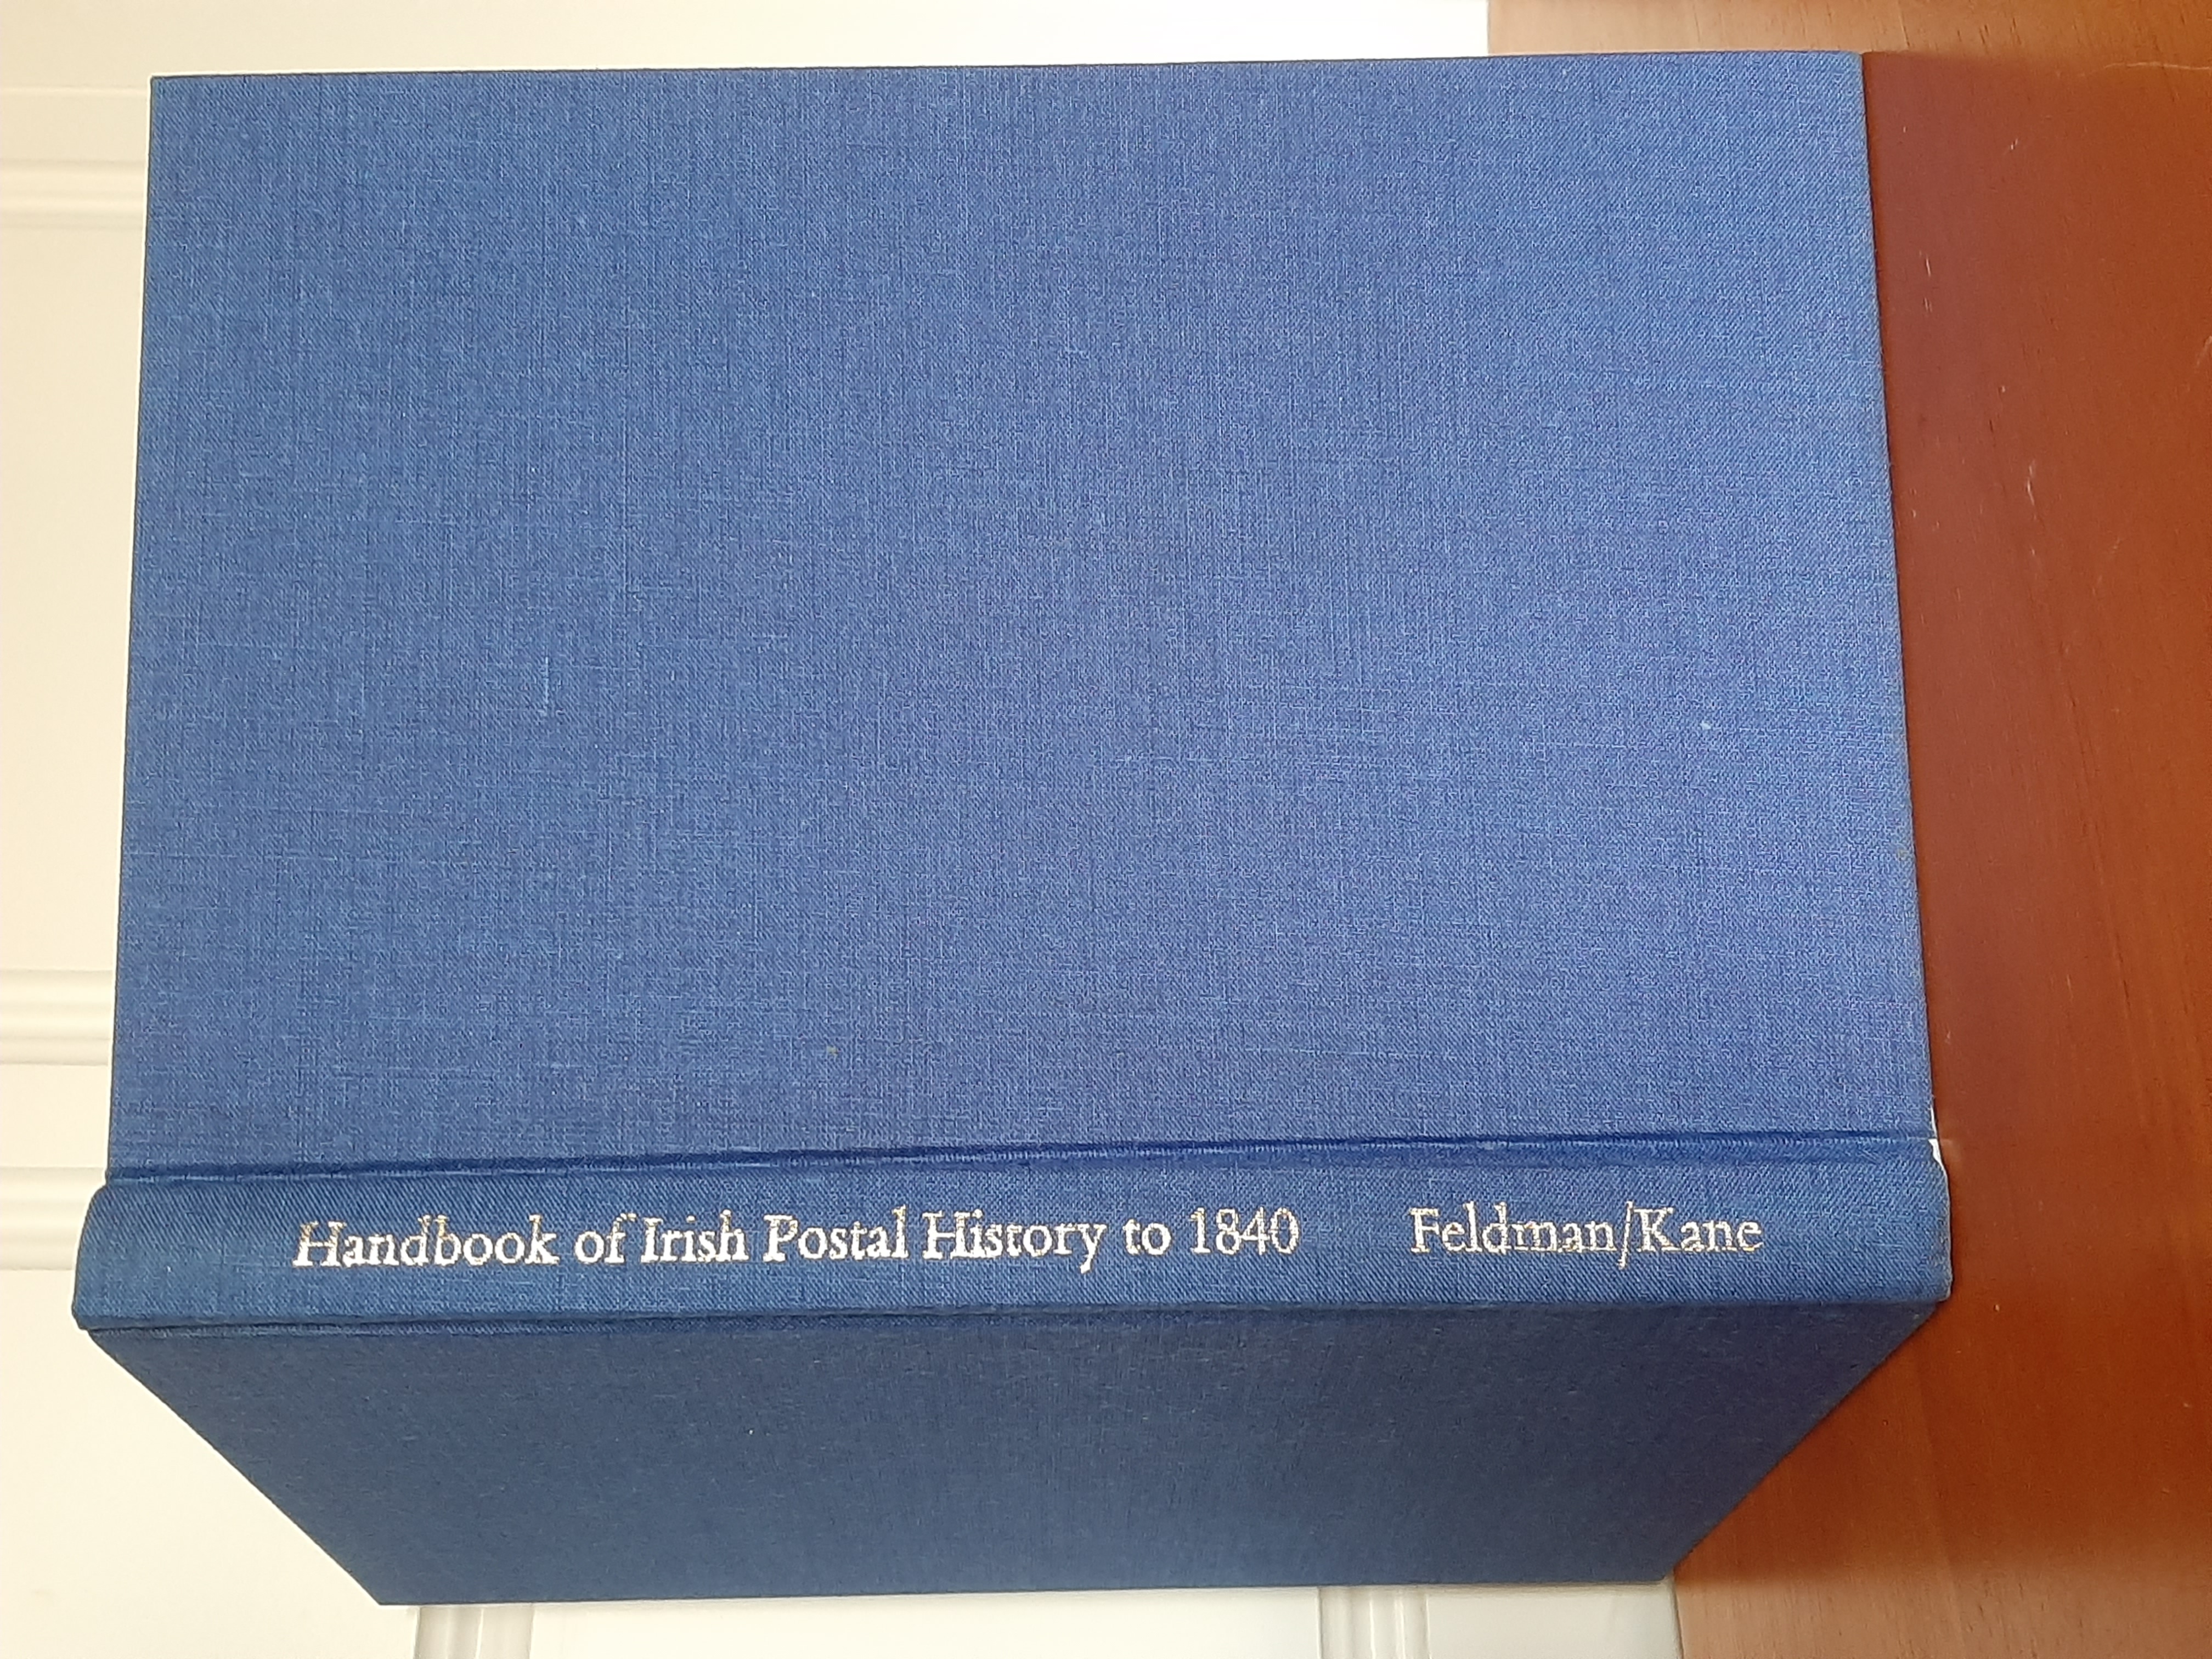 Handbook of Irish Postal History to 1840 Feldman/Kane